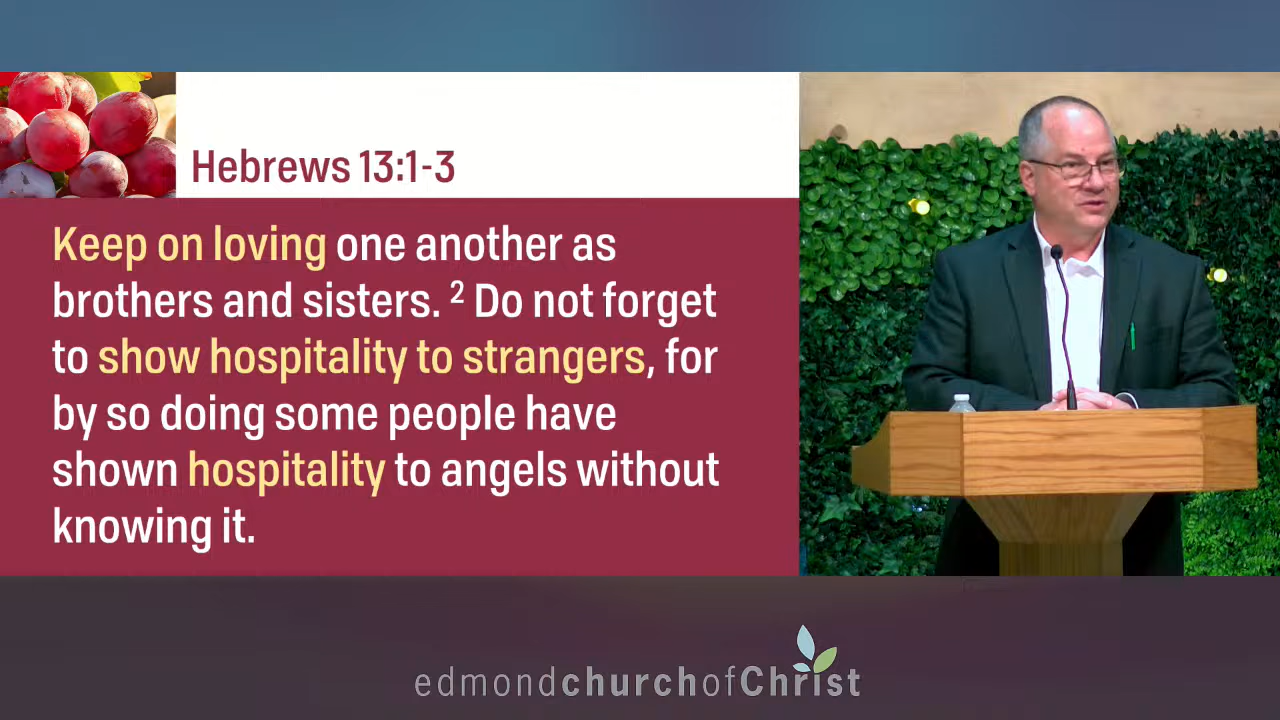 Hebrews 13:1-3
Keep on loving one another as
brothers and sisters. ² Do not forget
to show hospitality to strangers, for
by so doing some people have
shown hospitality to angels without
knowing it.
edmondchurchofChrist